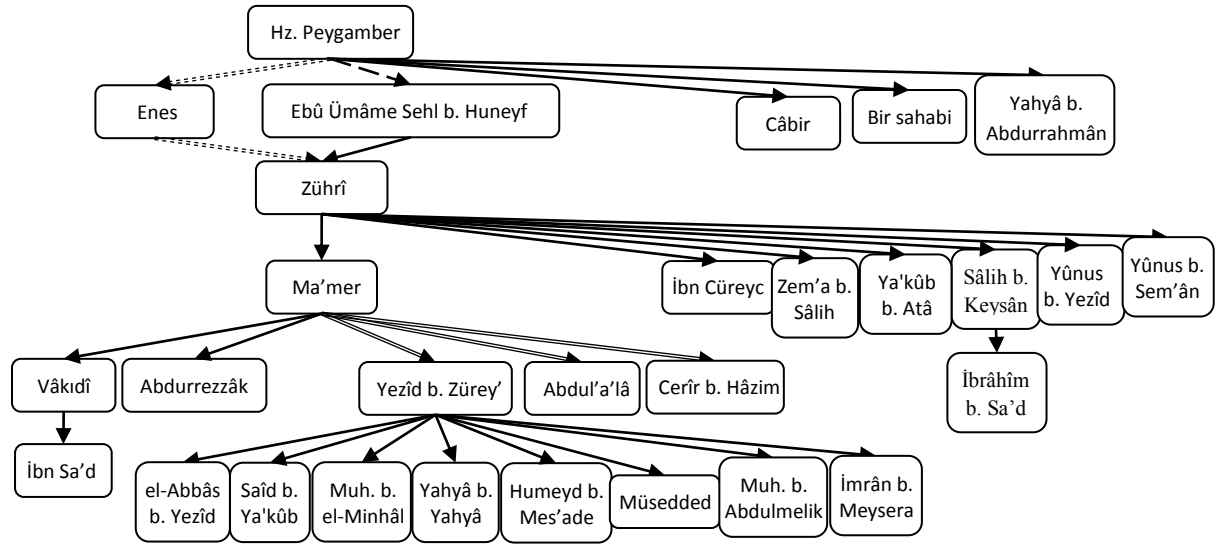 Hz. Peygamber
Enes
Ebû Ümâme Sehl b. Huneyf
Câbir
Bir sahabi
Yahyâ b.
Abdurrahmân
Zührî
Ma’mer
İbn Cüreyc
Zem’a b.
Sâlih
Ya'kûb
b. Atâ
Sâlih b.
Keysân
Yûnus
b. Yezîd
Yûnus b.
Sem’ân
Vâkıdî
Abdurrezzâk
Yezîd b. Zürey’
Abdul’a’lâ
Cerîr b. Hâzim
İbrâhîm
b. Sa’d
İbn Sa’d
el-Abbâs
b. Yezîd
Saîd b.
Ya'kûb
Muh. b.
el-Minhâl
Yahyâ b.
Yahyâ
Humeyd b.
Mes’ade
Müsedded
Muh. b.
Abdulmelik
İmrân b.
Meysera